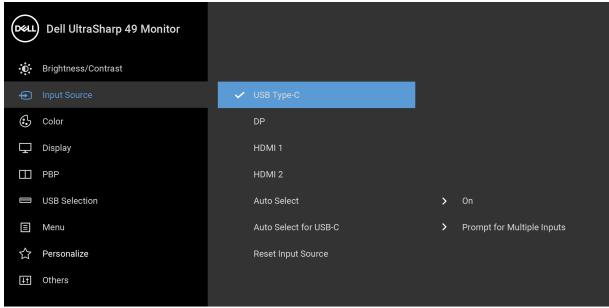 DELL Dell UltraSharp 49 Monitor
Brightness/Contrast
Input Source USB Type-C
Color DP
Display HDMI 1
PBP HDMI 2
USB Selection Auto Select On
Menu Auto Select for USB-C Prompt for Multiple Inputs
Personalize Reset Input Source
Others